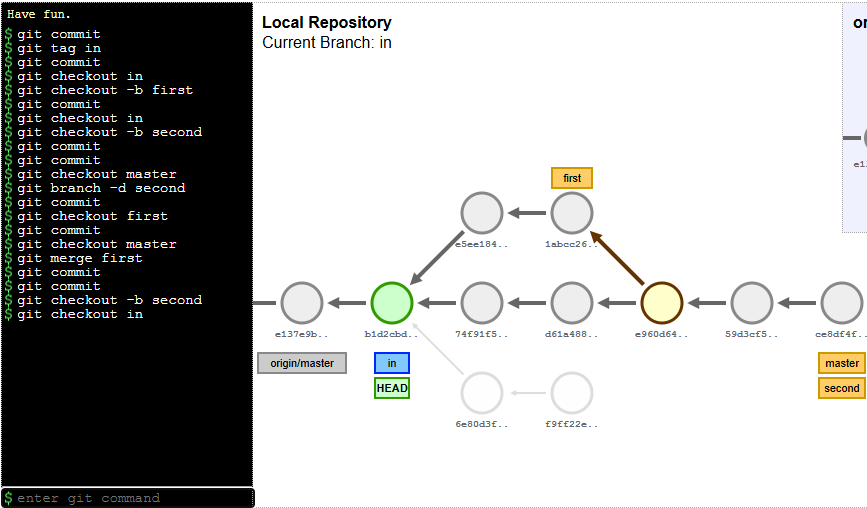 Have fun.
$ git commit
$ git tag in
$ git commit
$ git checkout in
$ git checkout -b first
$ git commit
$ git checkout in
$ git checkout -b second
$ git commit
$ git commit
$ git checkout master
$ git branch -d second
$ git commit
$ git checkout first
$ git commit
$ git checkout master
$ git merge first
$ git commit
$ git commit
$ git checkout -b second
$ git checkout in
$ enter git command
Local Repository
Current Branch: in
first
e5ee184..
1abcc26..
e137e9b..
b1d2cbd..
74f91f5..
d61a488..
e960d64..
59d3cf5..
ce8df4f..
origin/master
in
HEAD
master
second
6e80d3f..
f9ff22e..
or
e1